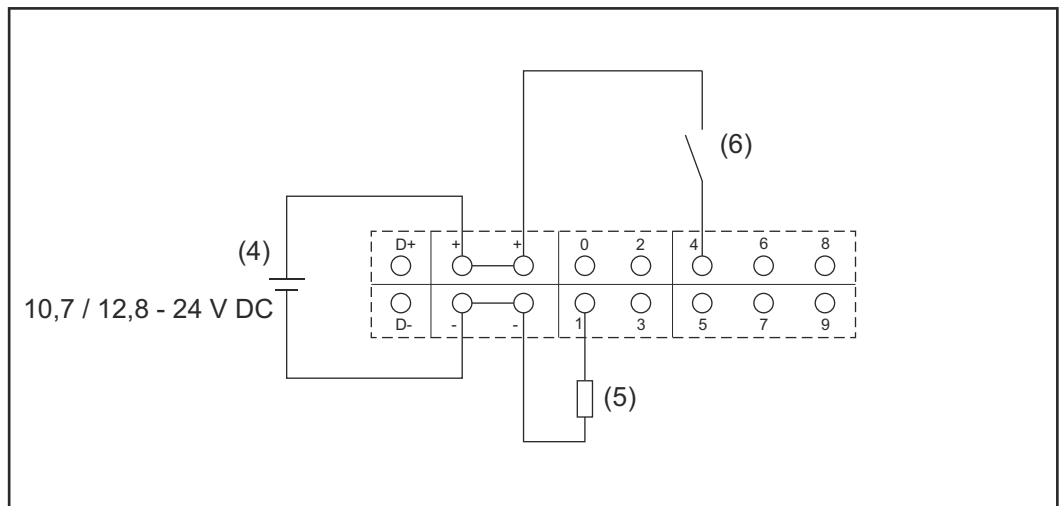 (6)
(4)
10,7 / 12,8 - 24 V DC
D+ + + 0 2 4 6 8
D- - - 1 3 5 7 9
(5)